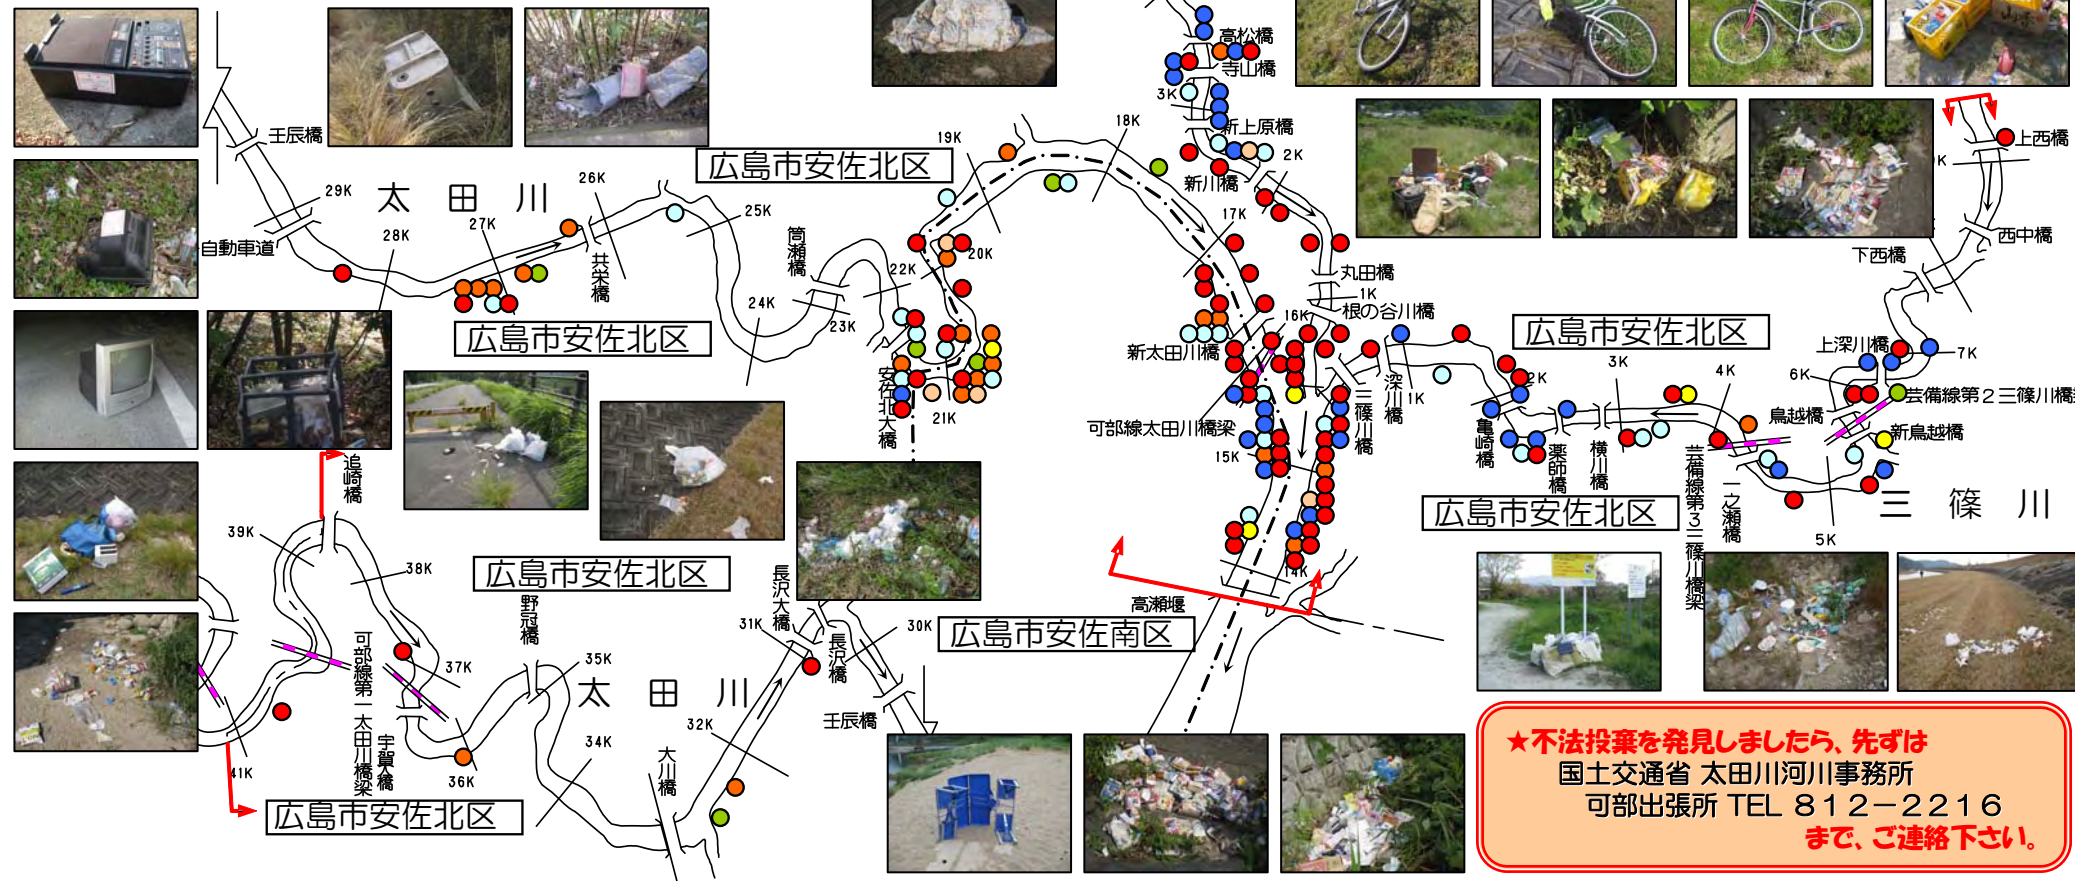 高松橋
寺山橋
3K
新上原橋
2K
新川橋
18K
19K
広島市安佐北区
壬辰橋
29K
自動車道
太田川
28K
27K
26K
共栄橋
25K
広島市安佐北区
筒瀬橋
24K
23K
22K
20K
21K
安佐北大橋
17K
丸田橋
1K
根の谷川橋
16K
新太田川橋
可部線太田川橋梁
15K
14K
三篠川橋
深川橋
1K
2K
亀崎橋
薬師橋
横川橋
3K
広島市安佐北区
4K
芸備線第3三篠川橋梁
一之瀬橋
5K
広島市安佐北区
三篠川
上西橋
西中橋
下西橋
上深川橋
7K
6K
鳥越橋
芸備線第2三篠川橋
新鳥越橋
高瀬堰
広島市安佐南区
追崎橋
39K
38K
37K
41K
可部線第一太田川橋梁
宇賀大橋
36K
広島市安佐北区
広島市安佐北区
野冠橋
35K
太田川
34K
大川橋
32K
31K
長沢大橋
長沢橋
30K
壬辰橋
★不法投棄を発見しましたら、先ずは
国土交通省 太田川河川事務所
可部出張所 TEL 812-2216
まで、ご連絡下さい。